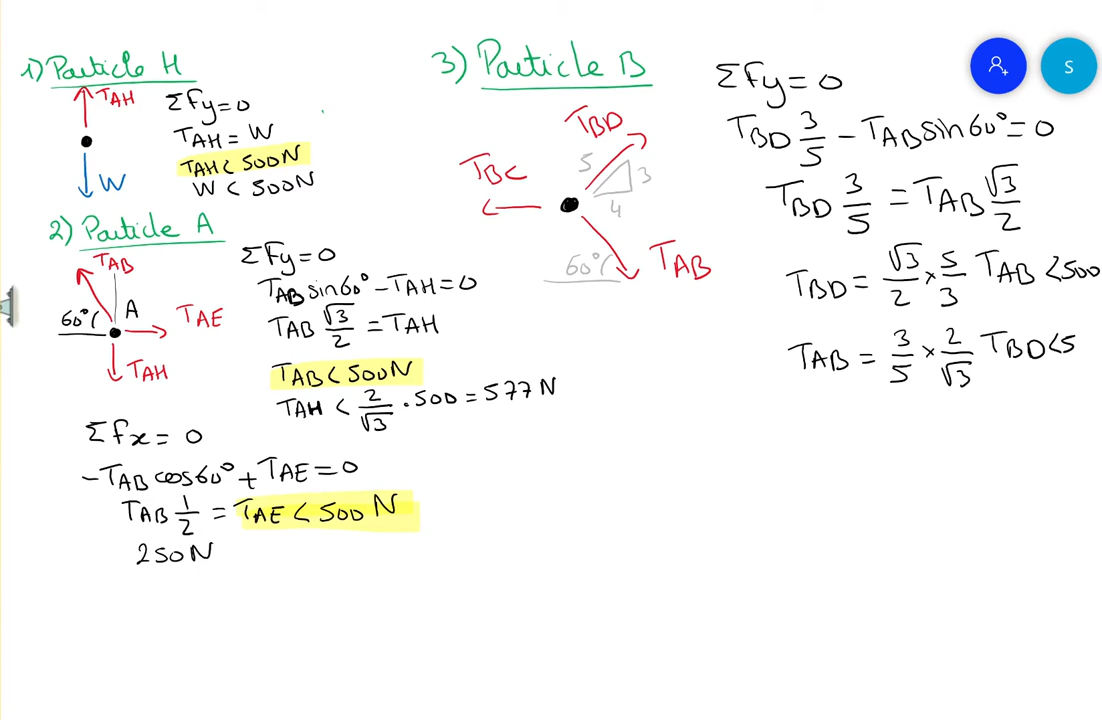 1) Particle H
TAH
W
ΣFy=0
TAH = W
TAH < 500N
W < 500N
2) Particle A
TAB
60°
A
TAE
TAH
ΣFy=0
TAB sin60° - TAH = 0
TAB √3/2 = TAH
TAB < 500N
TAH < 2/√3 · 500 = 577 N
ΣFx = 0
-TAB cos60° + TAE = 0
TAB 1/2 = TAE < 500 N
250N
3) Particle B
TBD
TBC
5
3
4
60°
TAB
ΣFy=0
TBD 3/5 - TAB sin60° = 0
TBD 3/5 = TAB √3/2
TBD = √3/2 × 5/3 TAB < 500
TAB = 3/5 × 2/√3 TBD < 5
S